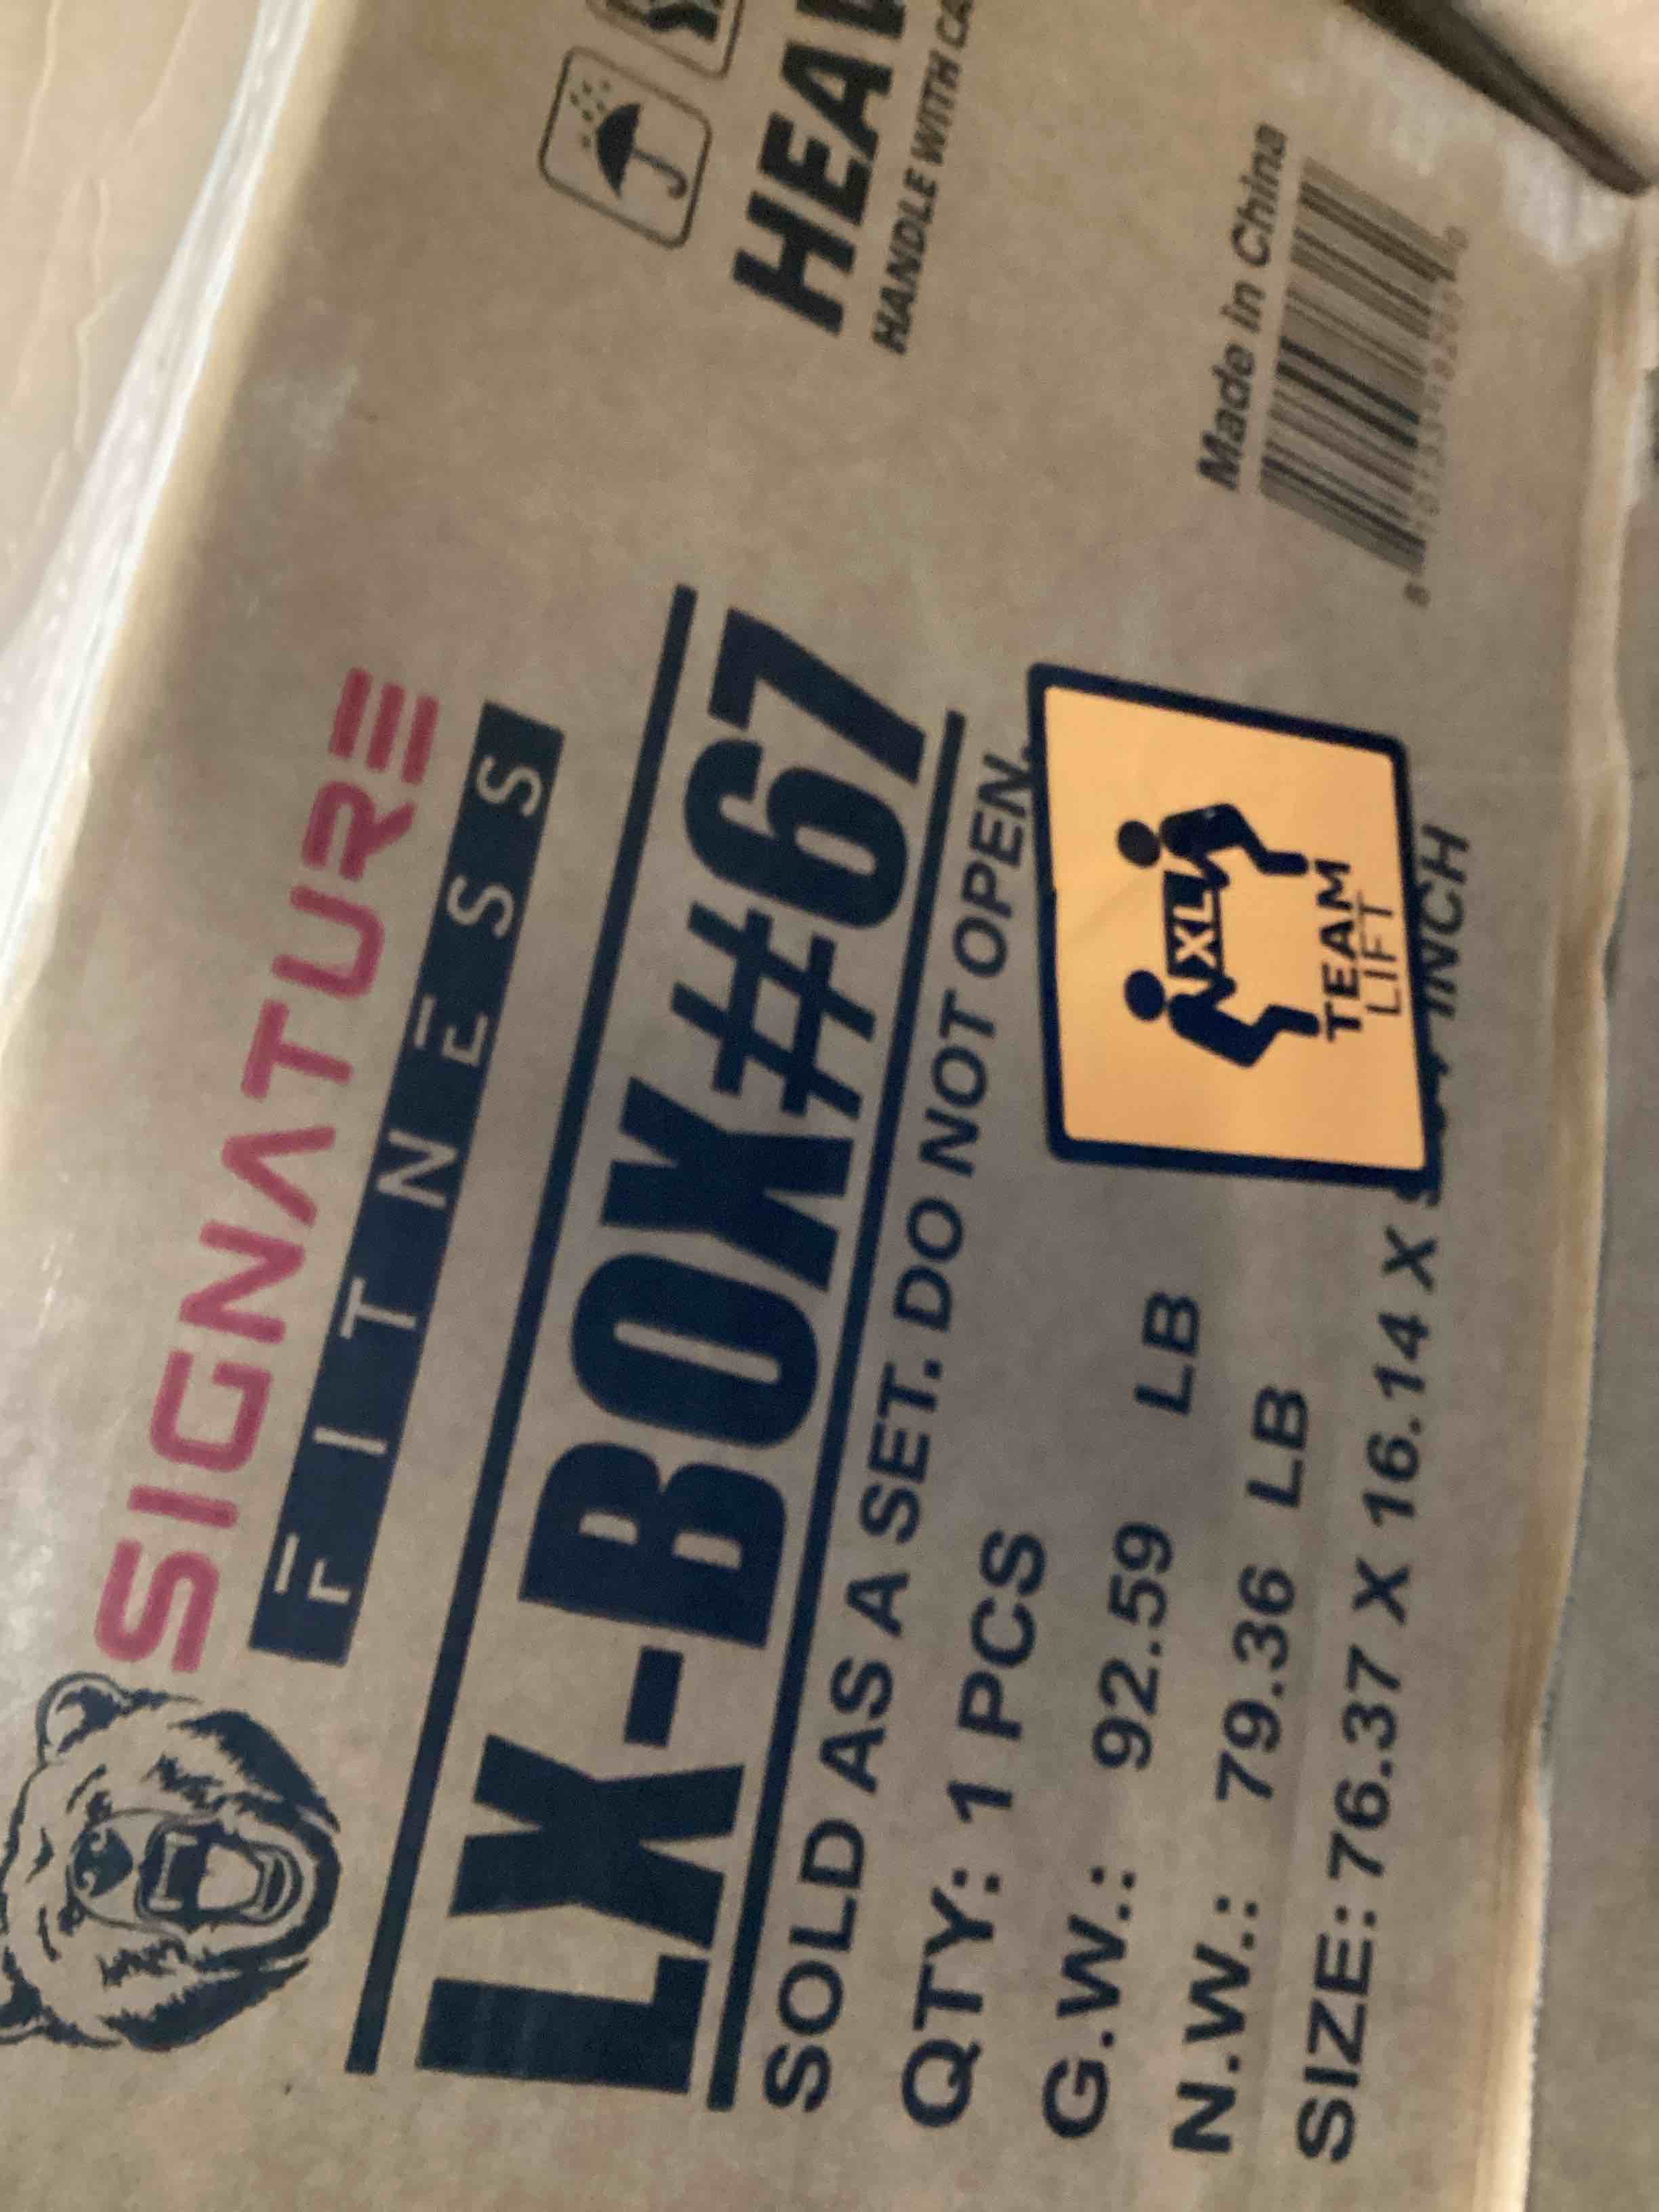 SIGNATURE
FITNESS
LX-BOX#67
SOLD AS A SET. DO NOT OPEN.
QTY: 1 PCS
G.W.: 92.59 LB
N.W.: 79.36 LB
SIZE: 76.37 X 16.14 X INCH
XL
TEAM
LIFT
HANDLE WITH
Made in China